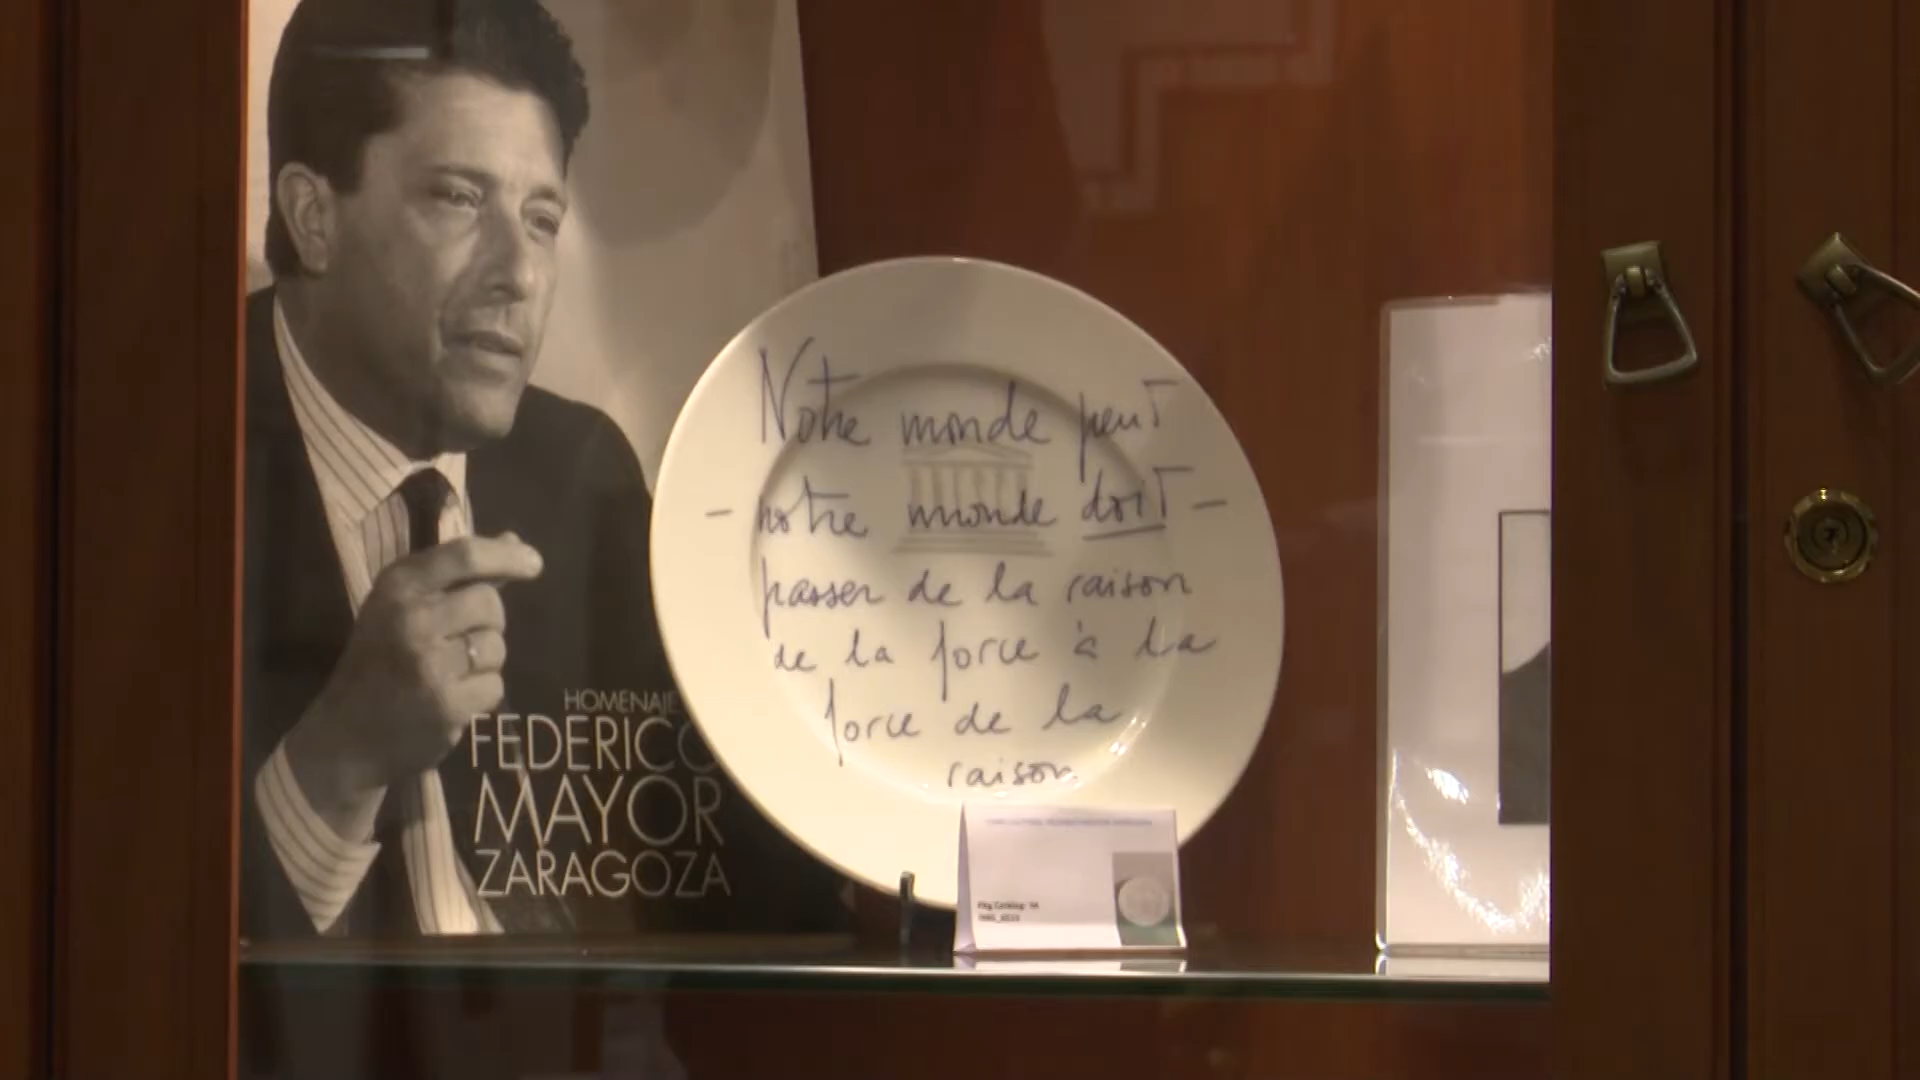 HOMENAJE
FEDERICO
MAYOR
ZARAGOZA
Notre monde peut
- notre monde doit -
passer de la raison
de la force à la
force de la
raison